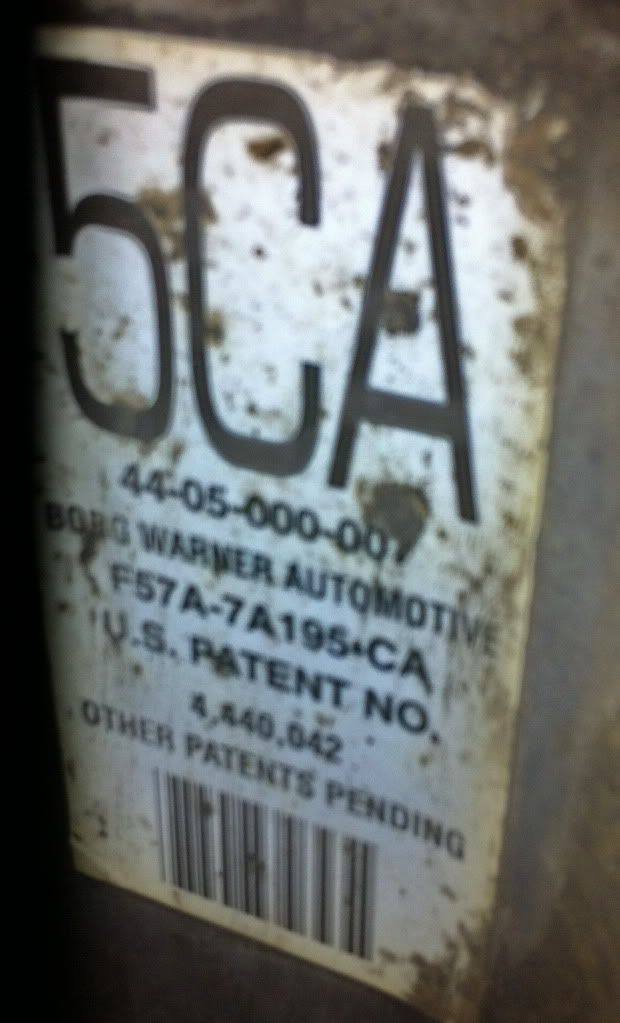 5CA
44-05-000-007
BORG WARNER AUTOMOTIVE
F57A-7A195-CA
U.S. PATENT NO.
4,440,042
OTHER PATENTS PENDING